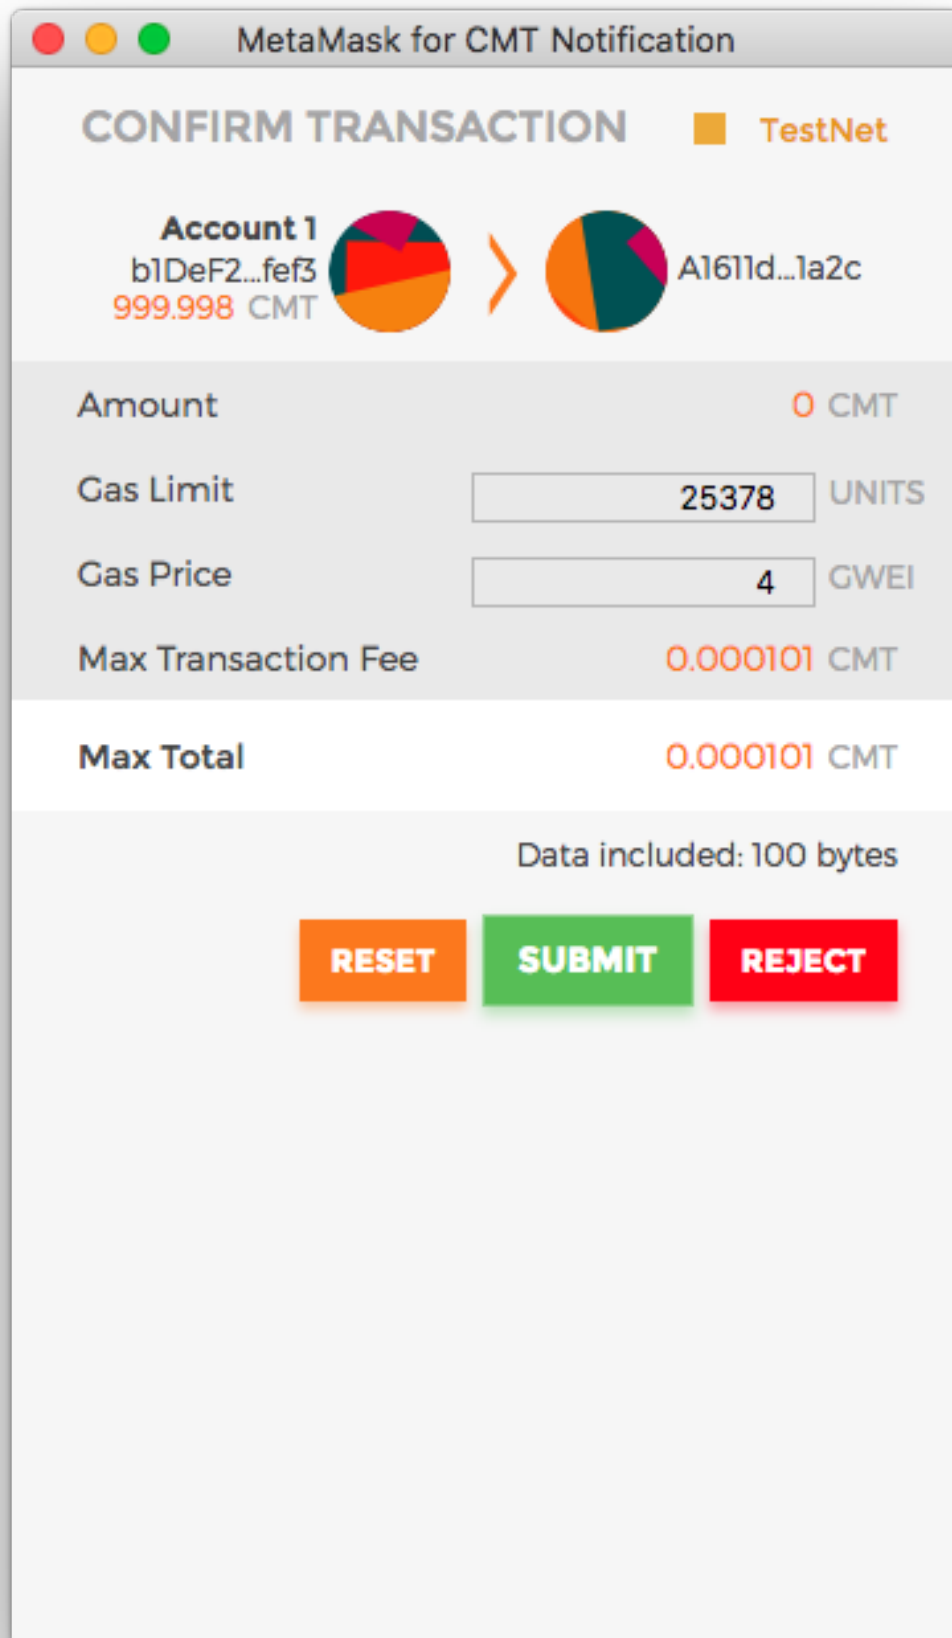 MetaMask for CMT Notification
CONFIRM TRANSACTION TestNet
Account 1
b1DeF2...fef3
999.998 CMT
A1611d...1a2c
Amount 0 CMT
Gas Limit 25378 UNITS
Gas Price 4 GWEI
Max Transaction Fee 0.000101 CMT
Max Total 0.000101 CMT
Data included: 100 bytes
RESET SUBMIT REJECT